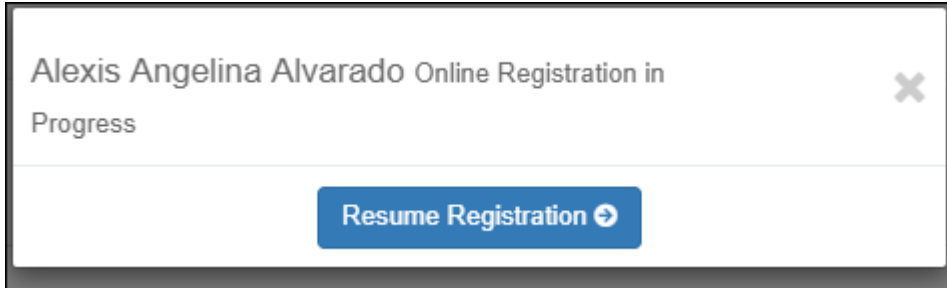 Alexis Angelina Alvarado Online Registration in
Progress
Resume Registration